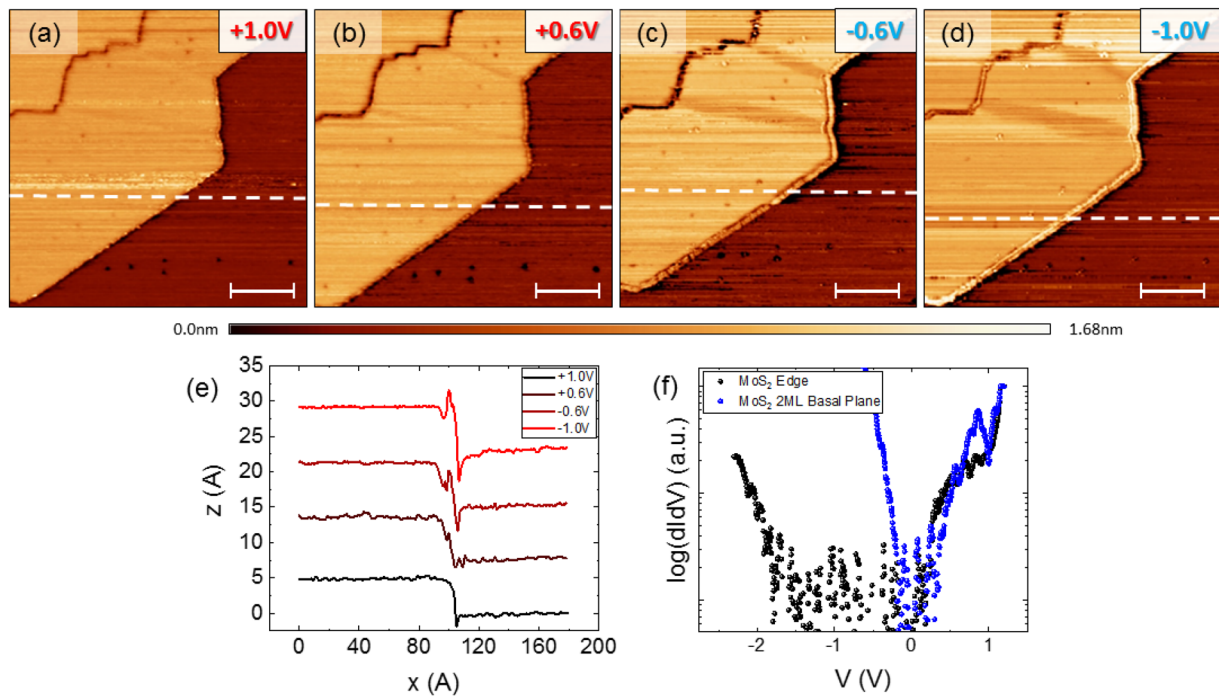 (a) +1.0V
(b) +0.6V
(c) -0.6V
(d) -1.0V
0.0nm 1.68nm
(e)
+1.0V
+0.6V
-0.6V
-1.0V
35
30
25
20
15
10
5
0
z (A)
0 40 80 120 160 200
x (A)
(f)
MoS₂ Edge
MoS₂ 2ML Basal Plane
log(dIdV) (a.u.)
-2 -1 0 1
V (V)